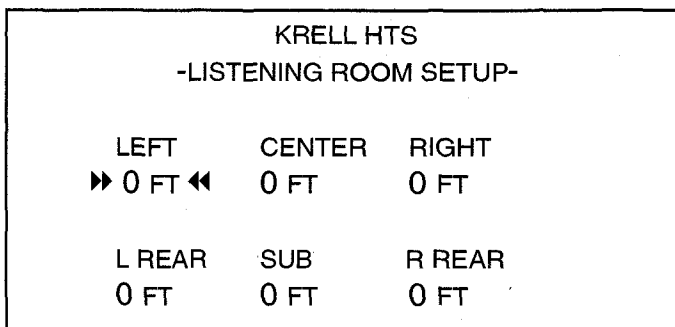 KRELL HTS
-LISTENING ROOM SETUP-
LEFT CENTER RIGHT
0 FT 0 FT 0 FT
L REAR SUB R REAR
0 FT 0 FT 0 FT